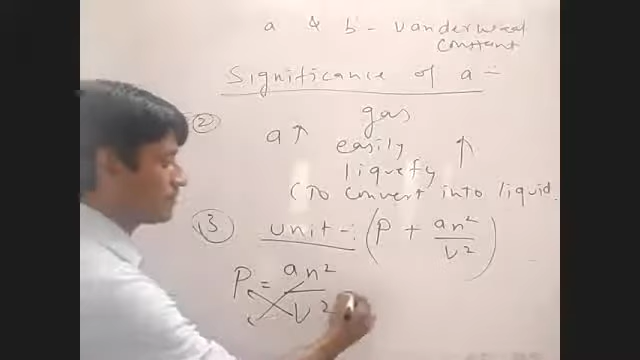 a & b - vanderwaal
constant
Significance of a :-
② a↑ gas
easily ↑
liquefy
(To convert into liquid.
③ unit -: (P + an²/V²)
P = an²/V²